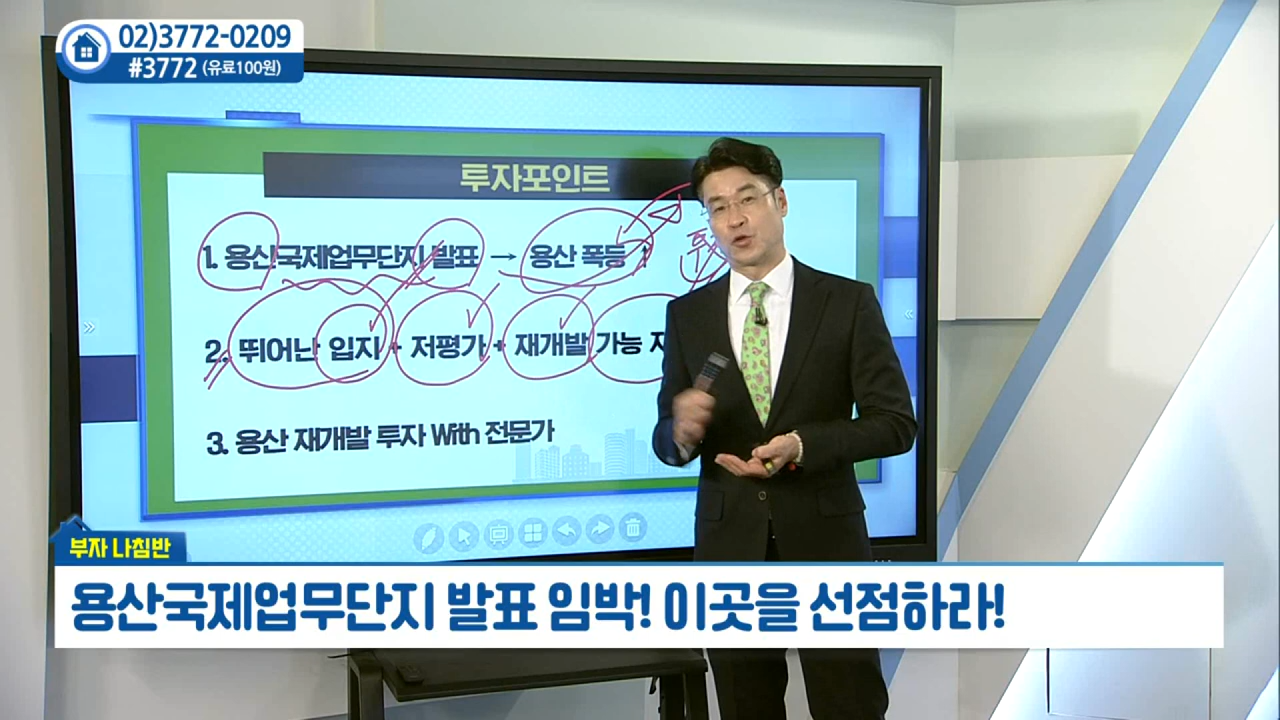 02)3772-0209
#3772 (유료100원)
투자포인트
1. 용산국제업무단지 발표 → 용산 폭등 ↑
2. 뛰어난 입지 + 저평가 + 재개발 가능
3. 용산 재개발 투자 With 전문가
부자 나침반
용산국제업무단지 발표 임박! 이곳을 선점하라!